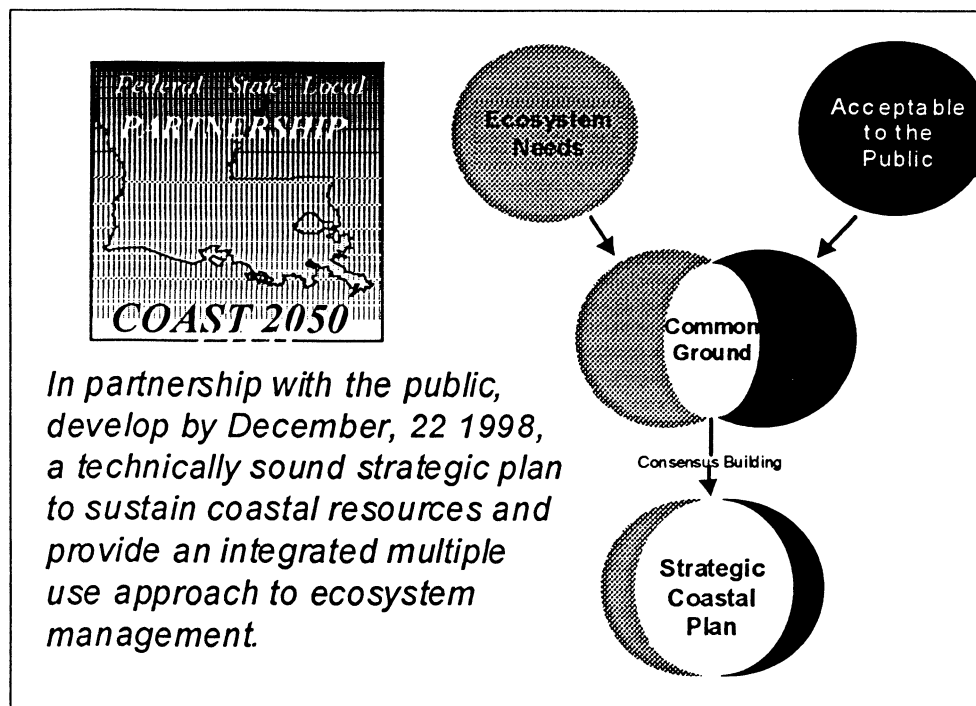 Federal State Local
PARTNERSHIP
COAST 2050
In partnership with the public,
develop by December, 22 1998,
a technically sound strategic plan
to sustain coastal resources and
provide an integrated multiple
use approach to ecosystem
management.
Ecosystem
Needs
Acceptable
to the
Public
Common
Ground
Consensus Building
Strategic
Coastal
Plan